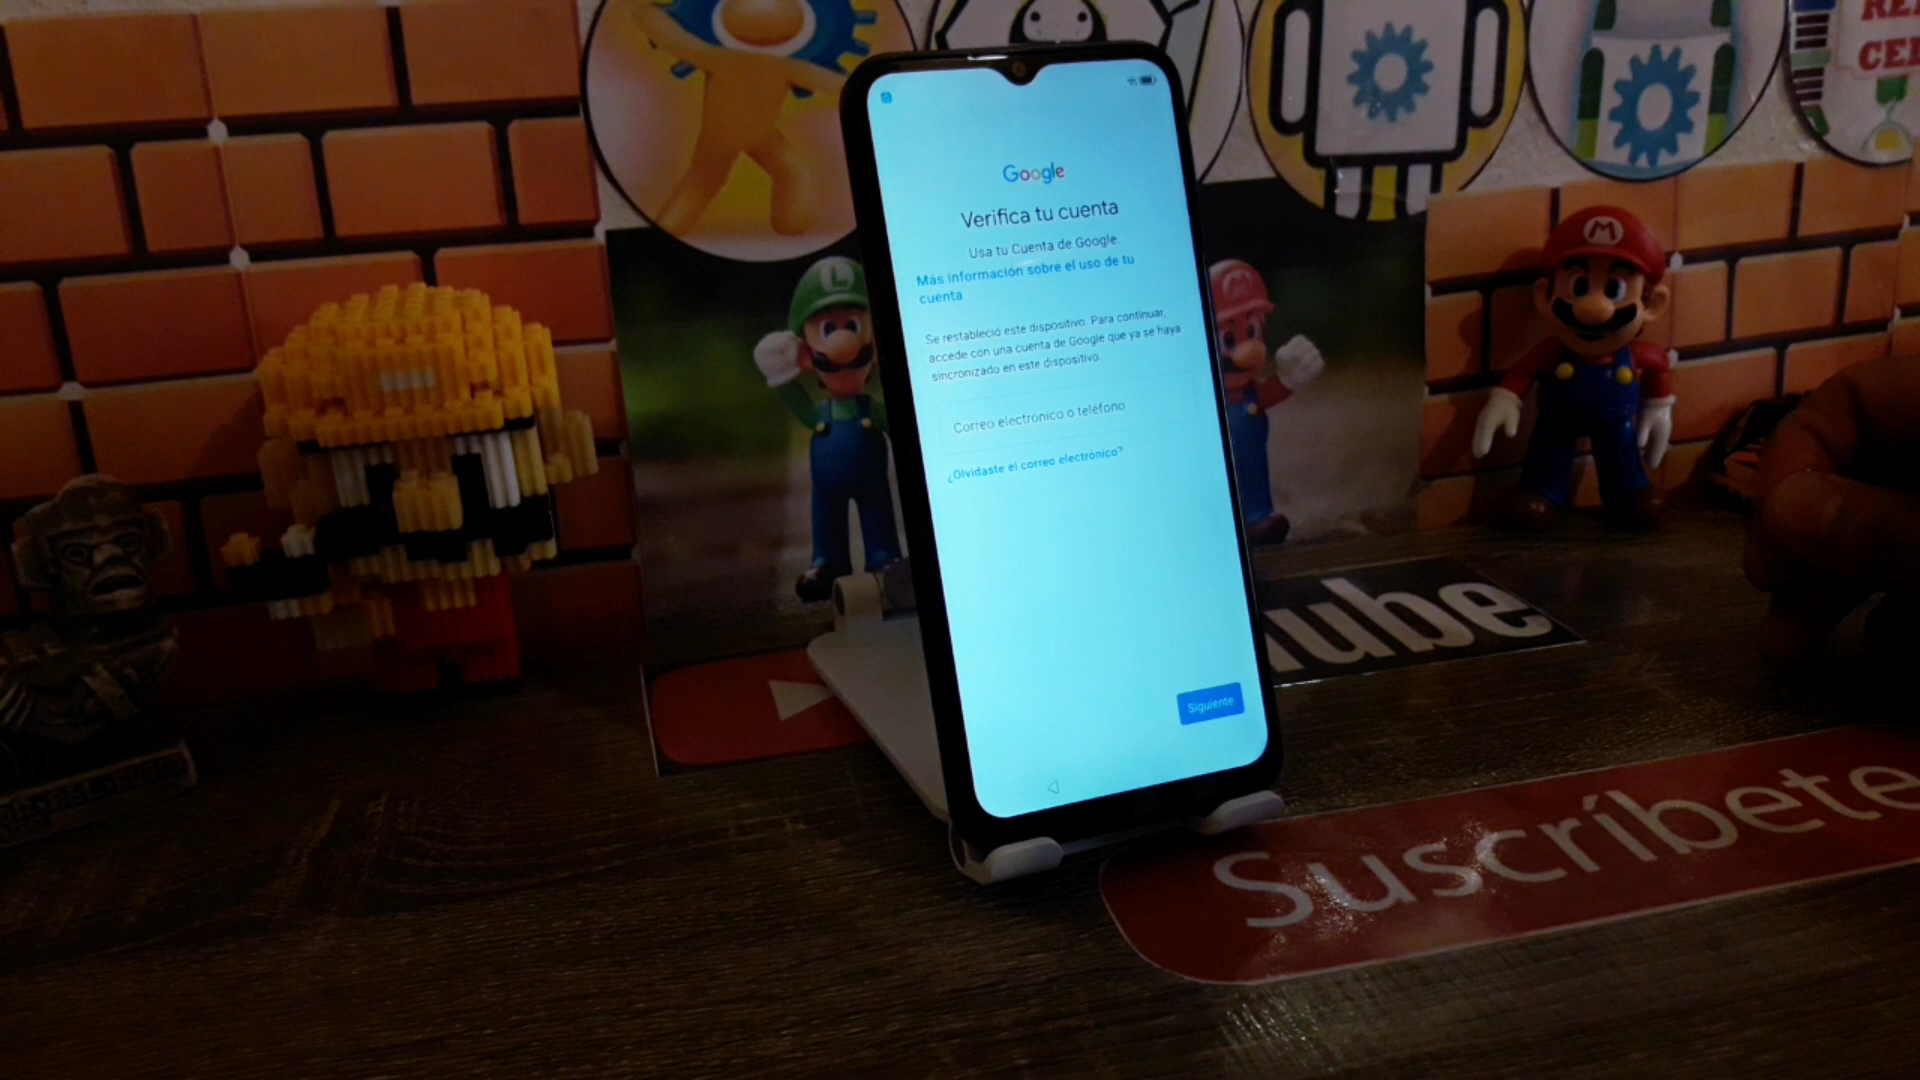 RE
CEL
L
M
M
Google
Verifica tu cuenta
Usa tu Cuenta de Google.
Más información sobre el uso de tu
cuenta
Se restableció este dispositivo. Para continuar,
accede con una cuenta de Google que ya se haya
sincronizado en este dispositivo.
Correo electrónico o teléfono
¿Olvidaste el correo electrónico?
Siguiente
ube
Suscríbete